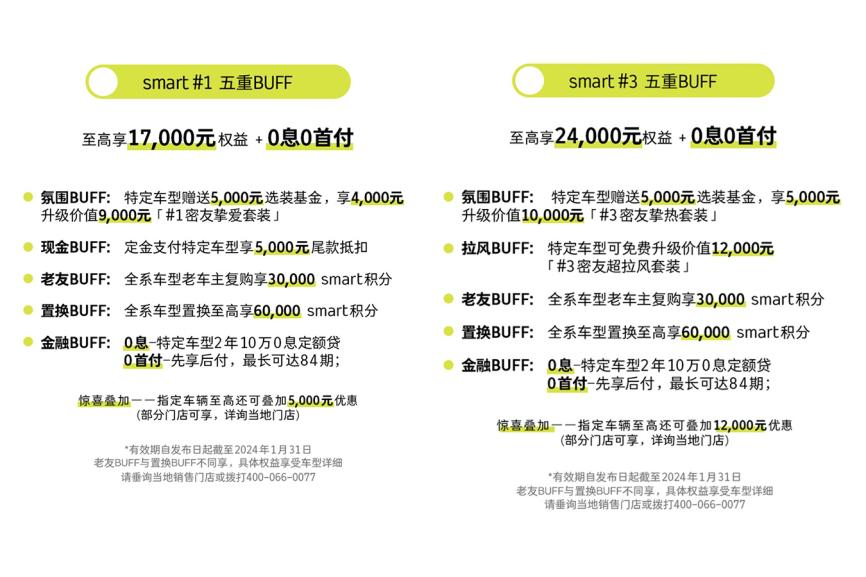 smart #1 五重BUFF
至高享17,000元权益 + 0息0首付
氛围BUFF: 特定车型赠送5,000元选装基金，享4,000元
升级价值9,000元「#1密友挚爱套装」
现金BUFF: 定金支付特定车型享5,000元尾款抵扣
老友BUFF: 全系车型老车主复购享30,000 smart积分
置换BUFF: 全系车型置换至高享60,000 smart积分
金融BUFF: 0息-特定车型2年10万0息定额贷
0首付-先享后付，最长可达84期；
惊喜叠加——指定车辆至高还可叠加5,000元优惠
(部分门店可享，详询当地门店)
*有效期自发布日起截至2024年1月31日
老友BUFF与置换BUFF不同享，具体权益享受车型详细
请垂询当地销售门店或拨打400-066-0077
smart #3 五重BUFF
至高享24,000元权益 + 0息0首付
氛围BUFF: 特定车型赠送5,000元选装基金，享5,000元
升级价值10,000元「#3密友挚热套装」
拉风BUFF: 特定车型可免费升级价值12,000元
「#3密友超拉风套装」
老友BUFF: 全系车型老车主复购享30,000 smart积分
置换BUFF: 全系车型置换至高享60,000 smart积分
金融BUFF: 0息-特定车型2年10万0息定额贷
0首付-先享后付，最长可达84期；
惊喜叠加——指定车辆至高还可叠加12,000元优惠
(部分门店可享，详询当地门店)
*有效期自发布日起截至2024年1月31日
老友BUFF与置换BUFF不同享，具体权益享受车型详细
请垂询当地销售门店或拨打400-066-0077